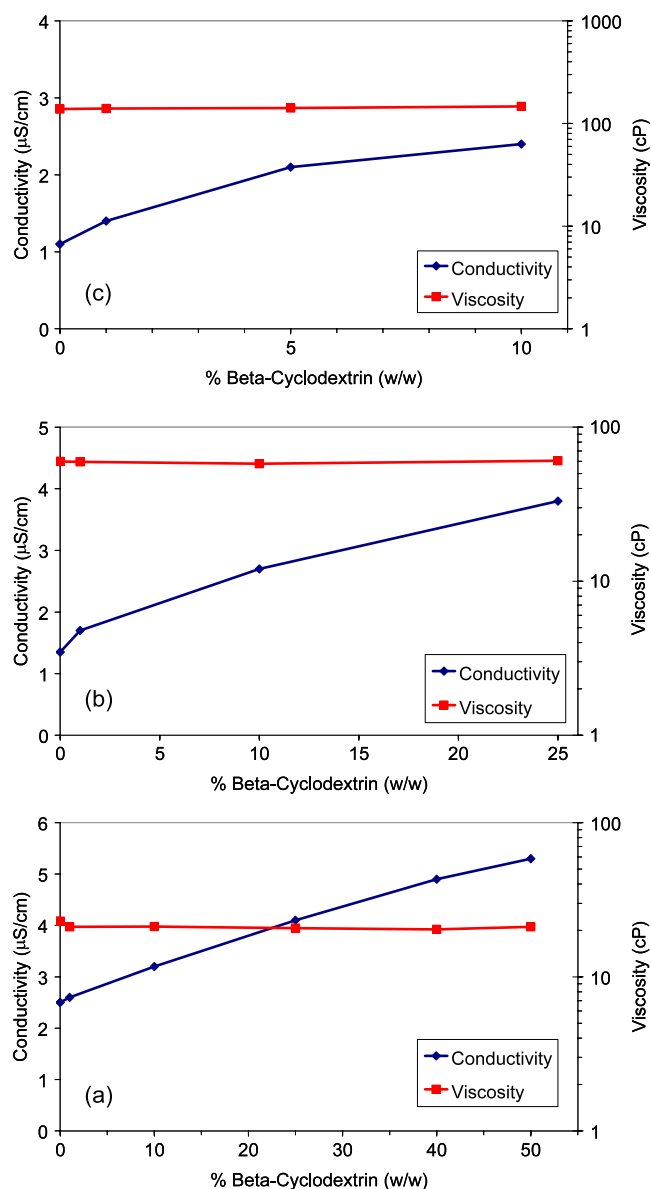 4
3
2
1
0
Conductivity (μS/cm)
1000
100
10
1
Viscosity (cP)
(c)
Conductivity
Viscosity
0
5
10
% Beta-Cyclodextrin (w/w)
5
4
3
2
1
0
Conductivity (μS/cm)
100
10
1
Viscosity (cP)
(b)
Conductivity
Viscosity
0
5
10
15
20
25
% Beta-Cyclodextrin (w/w)
6
5
4
3
2
1
0
Conductivity (μS/cm)
100
10
1
Viscosity (cP)
(a)
Conductivity
Viscosity
0
10
20
30
40
50
% Beta-Cyclodextrin (w/w)